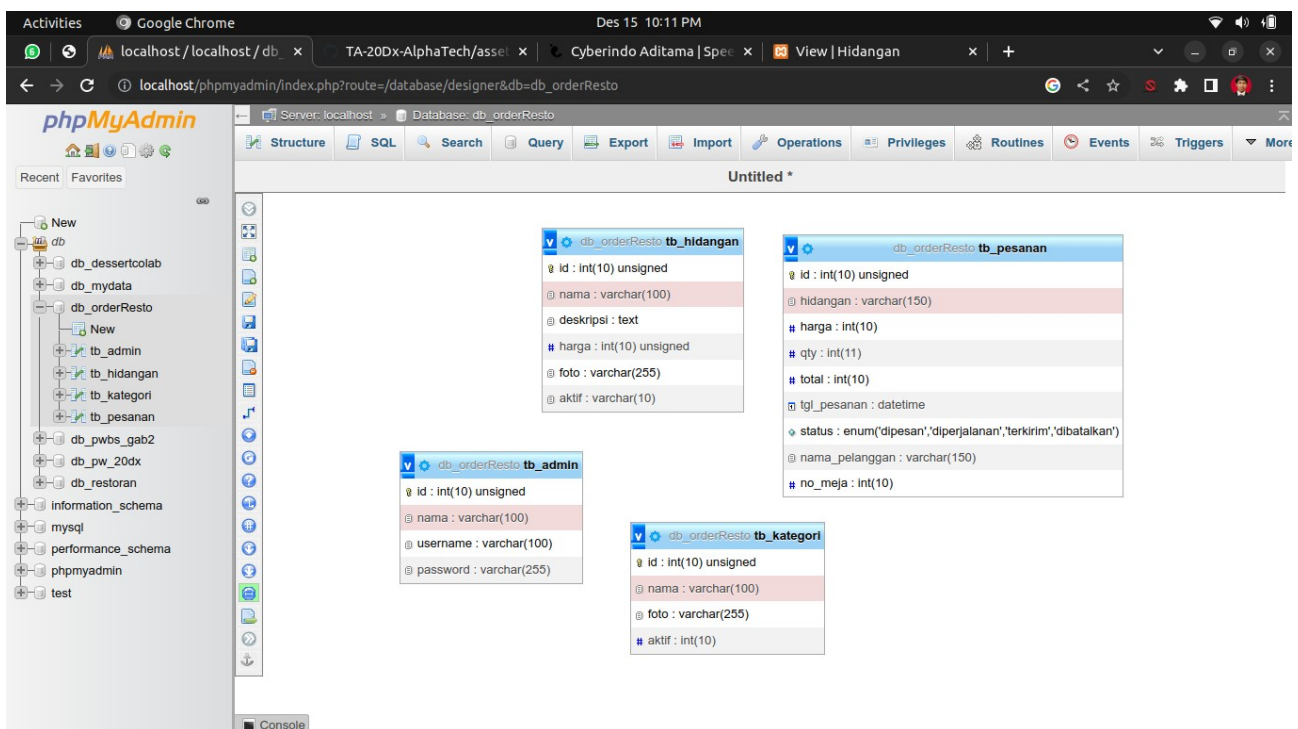 Activities Google Chrome Des 15 10:11 PM
localhost / localhost / db_ TA-20Dx-AlphaTech/asset Cyberindo Aditama | Spee View | Hidangan
localhost/phpmyadmin/index.php?route=/database/designer&db=db_orderResto
phpMyAdmin
Recent Favorites
New
db
db_dessertcolab
db_mydata
db_orderResto
New
tb_admin
tb_hidangan
tb_kategori
tb_pesanan
db_pwbs_gab2
db_pw_20dx
db_restoran
information_schema
mysql
performance_schema
phpmyadmin
test
Server: localhost » Database: db_orderResto
Structure SQL Search Query Export Import Operations Privileges Routines Events Triggers More
Untitled *
db_orderResto tb_hidangan
id : int(10) unsigned
nama : varchar(100)
deskripsi : text
# harga : int(10) unsigned
foto : varchar(255)
aktif : varchar(10)
db_orderResto tb_pesanan
id : int(10) unsigned
hidangan : varchar(150)
# harga : int(10)
# qty : int(11)
# total : int(10)
tgl_pesanan : datetime
status : enum('dipesan','diperjalanan','terkirim','dibatalkan')
nama_pelanggan : varchar(150)
# no_meja : int(10)
db_orderResto tb_admin
id : int(10) unsigned
nama : varchar(100)
username : varchar(100)
password : varchar(255)
db_orderResto tb_kategori
id : int(10) unsigned
nama : varchar(100)
foto : varchar(255)
# aktif : int(10)
Console